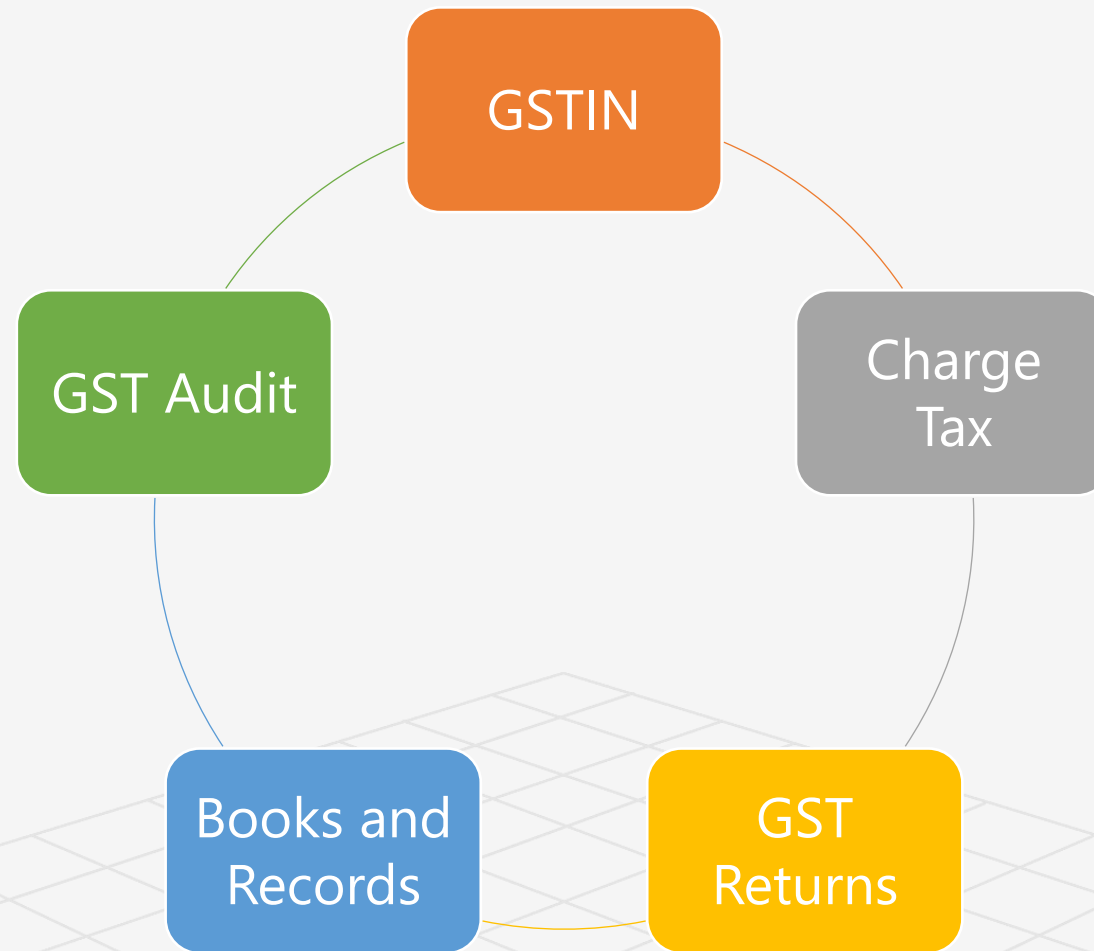 GSTIN
Charge
Tax
GST
Returns
Books and
Records
GST Audit